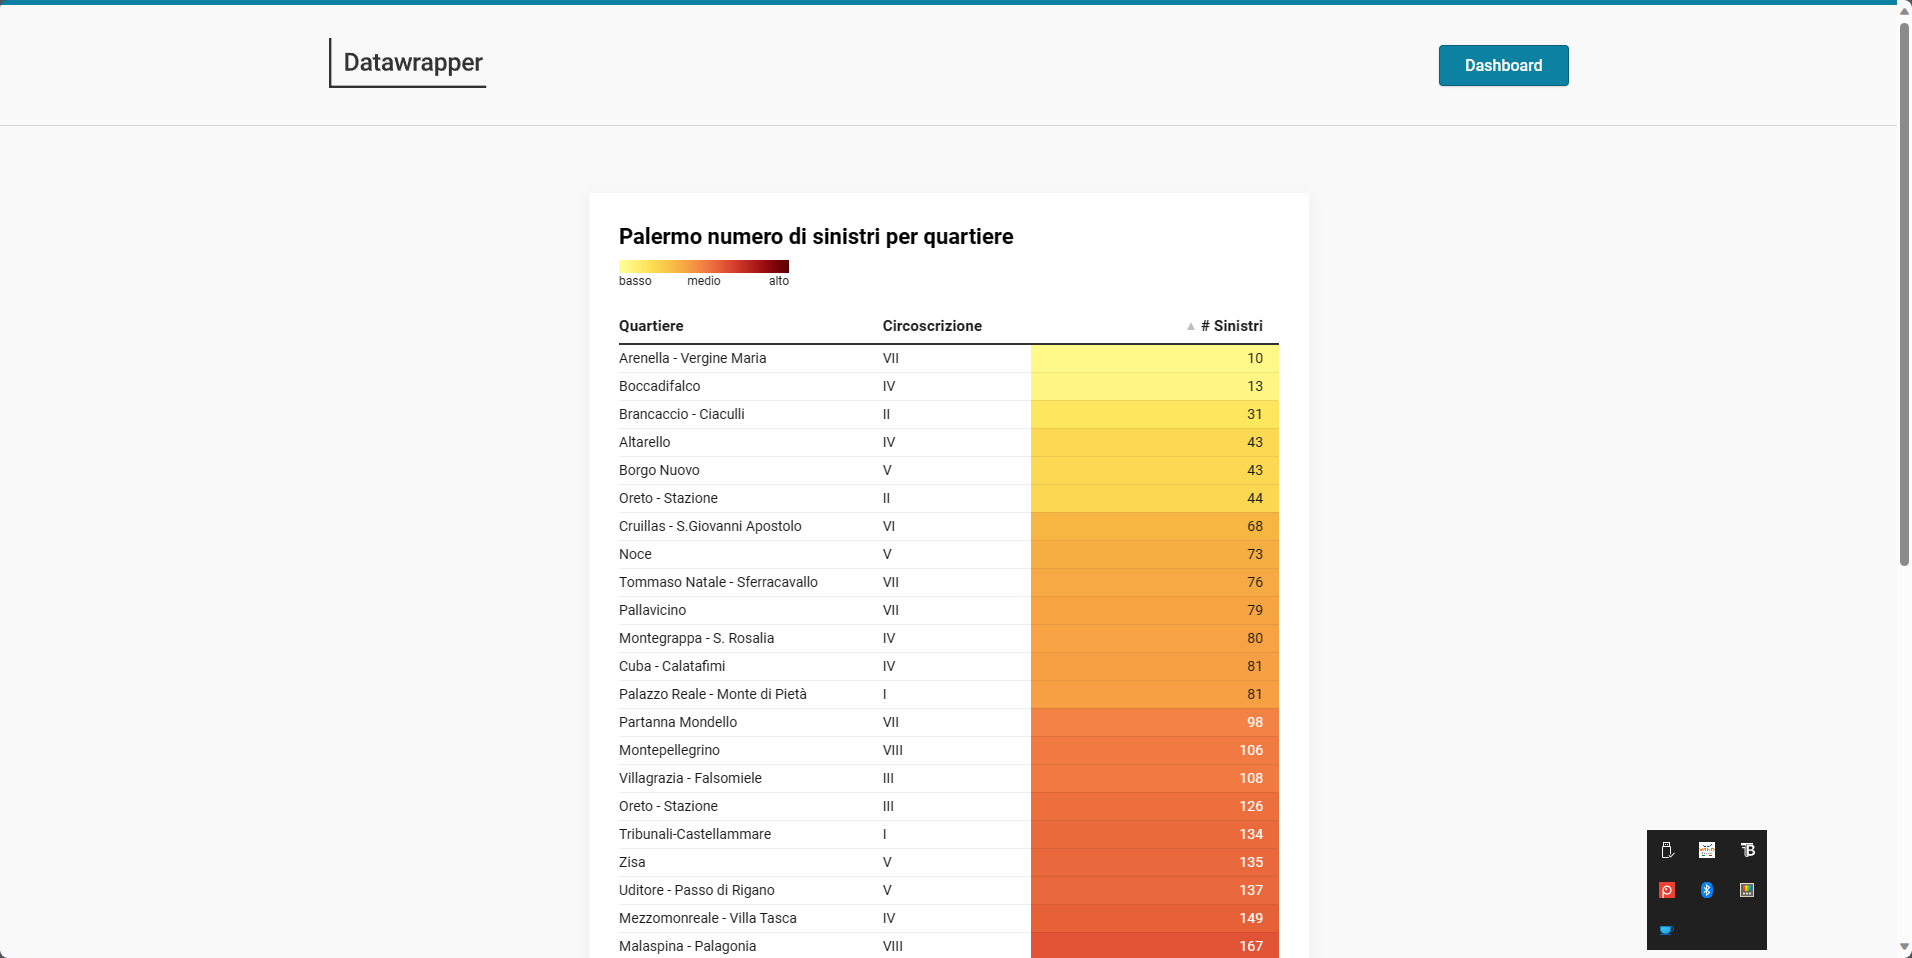 Datawrapper
Dashboard
Palermo numero di sinistri per quartiere
basso medio alto
Quartiere Circoscrizione ▲ # Sinistri
Arenella - Vergine Maria VII 10
Boccadifalco IV 13
Brancaccio - Ciaculli II 31
Altarello IV 43
Borgo Nuovo V 43
Oreto - Stazione II 44
Cruillas - S.Giovanni Apostolo VI 68
Noce V 73
Tommaso Natale - Sferracavallo VII 76
Pallavicino VII 79
Montegrappa - S. Rosalia IV 80
Cuba - Calatafimi IV 81
Palazzo Reale - Monte di Pietà I 81
Partanna Mondello VII 98
Montepellegrino VIII 106
Villagrazia - Falsomiele III 108
Oreto - Stazione III 126
Tribunali-Castellammare I 134
Zisa V 135
Uditore - Passo di Rigano V 137
Mezzomonreale - Villa Tasca IV 149
Malaspina - Palagonia VIII 167